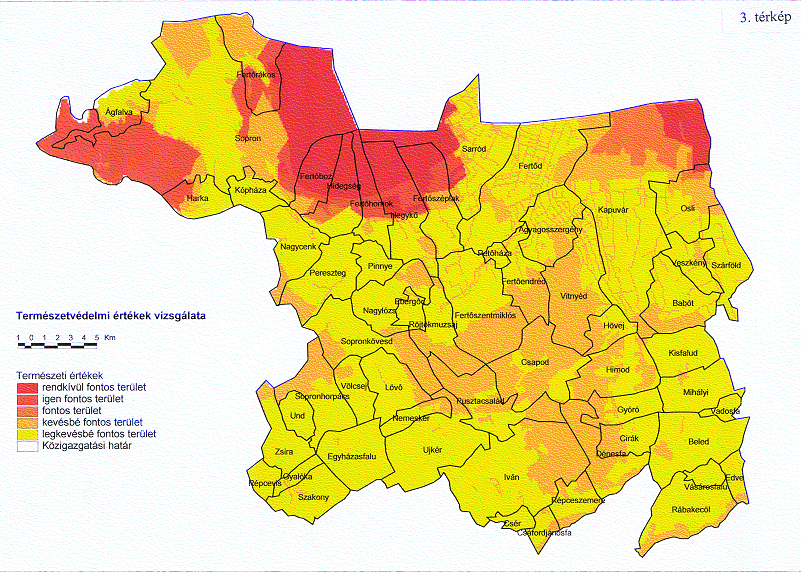 3. térkép
Fertőrákos
Ágfalva
Sopron
Sarród
Fertőd
Fertőboz
Hidegség
Harka
Kópháza
Fertőhomok
Fertőszéplak
Hegykő
Kapuvár
Osli
Agyagosszergény
Nagycenk
Petőháza
Pinnye
Pereszteg
Veszkény
Szárföld
Fertőendréd
Vitnyéd
Ebergőc
Babót
Nagylózs
Fertőszentmiklós
Természetvédelmi értékek vizsgálata
Röjtökmuzsaj
Hövej
1 0 1 2 3 4 5 Km
Sopronkövesd
Kisfalud
Csapod
Himod
Természeti értékek
rendkívül fontos terület
Völcsej
Lövő
Mihályi
igen fontos terület
Sopronhorpács
Pusztacsalád
fontos terület
Und
Nemeskér
Gyóró
Vadosfa
kevésbé fontos terület
legkevésbé fontos terület
Cirák
Beled
Közigazgatási határ
Zsira
Egyházasfalu
Ujkér
Dénesfa
Gyalóka
Iván
Edve
Répcevis
Vásárosfalu
Szakony
Répceszemere
Rábakecöl
Csér
Csáfordjánosfa